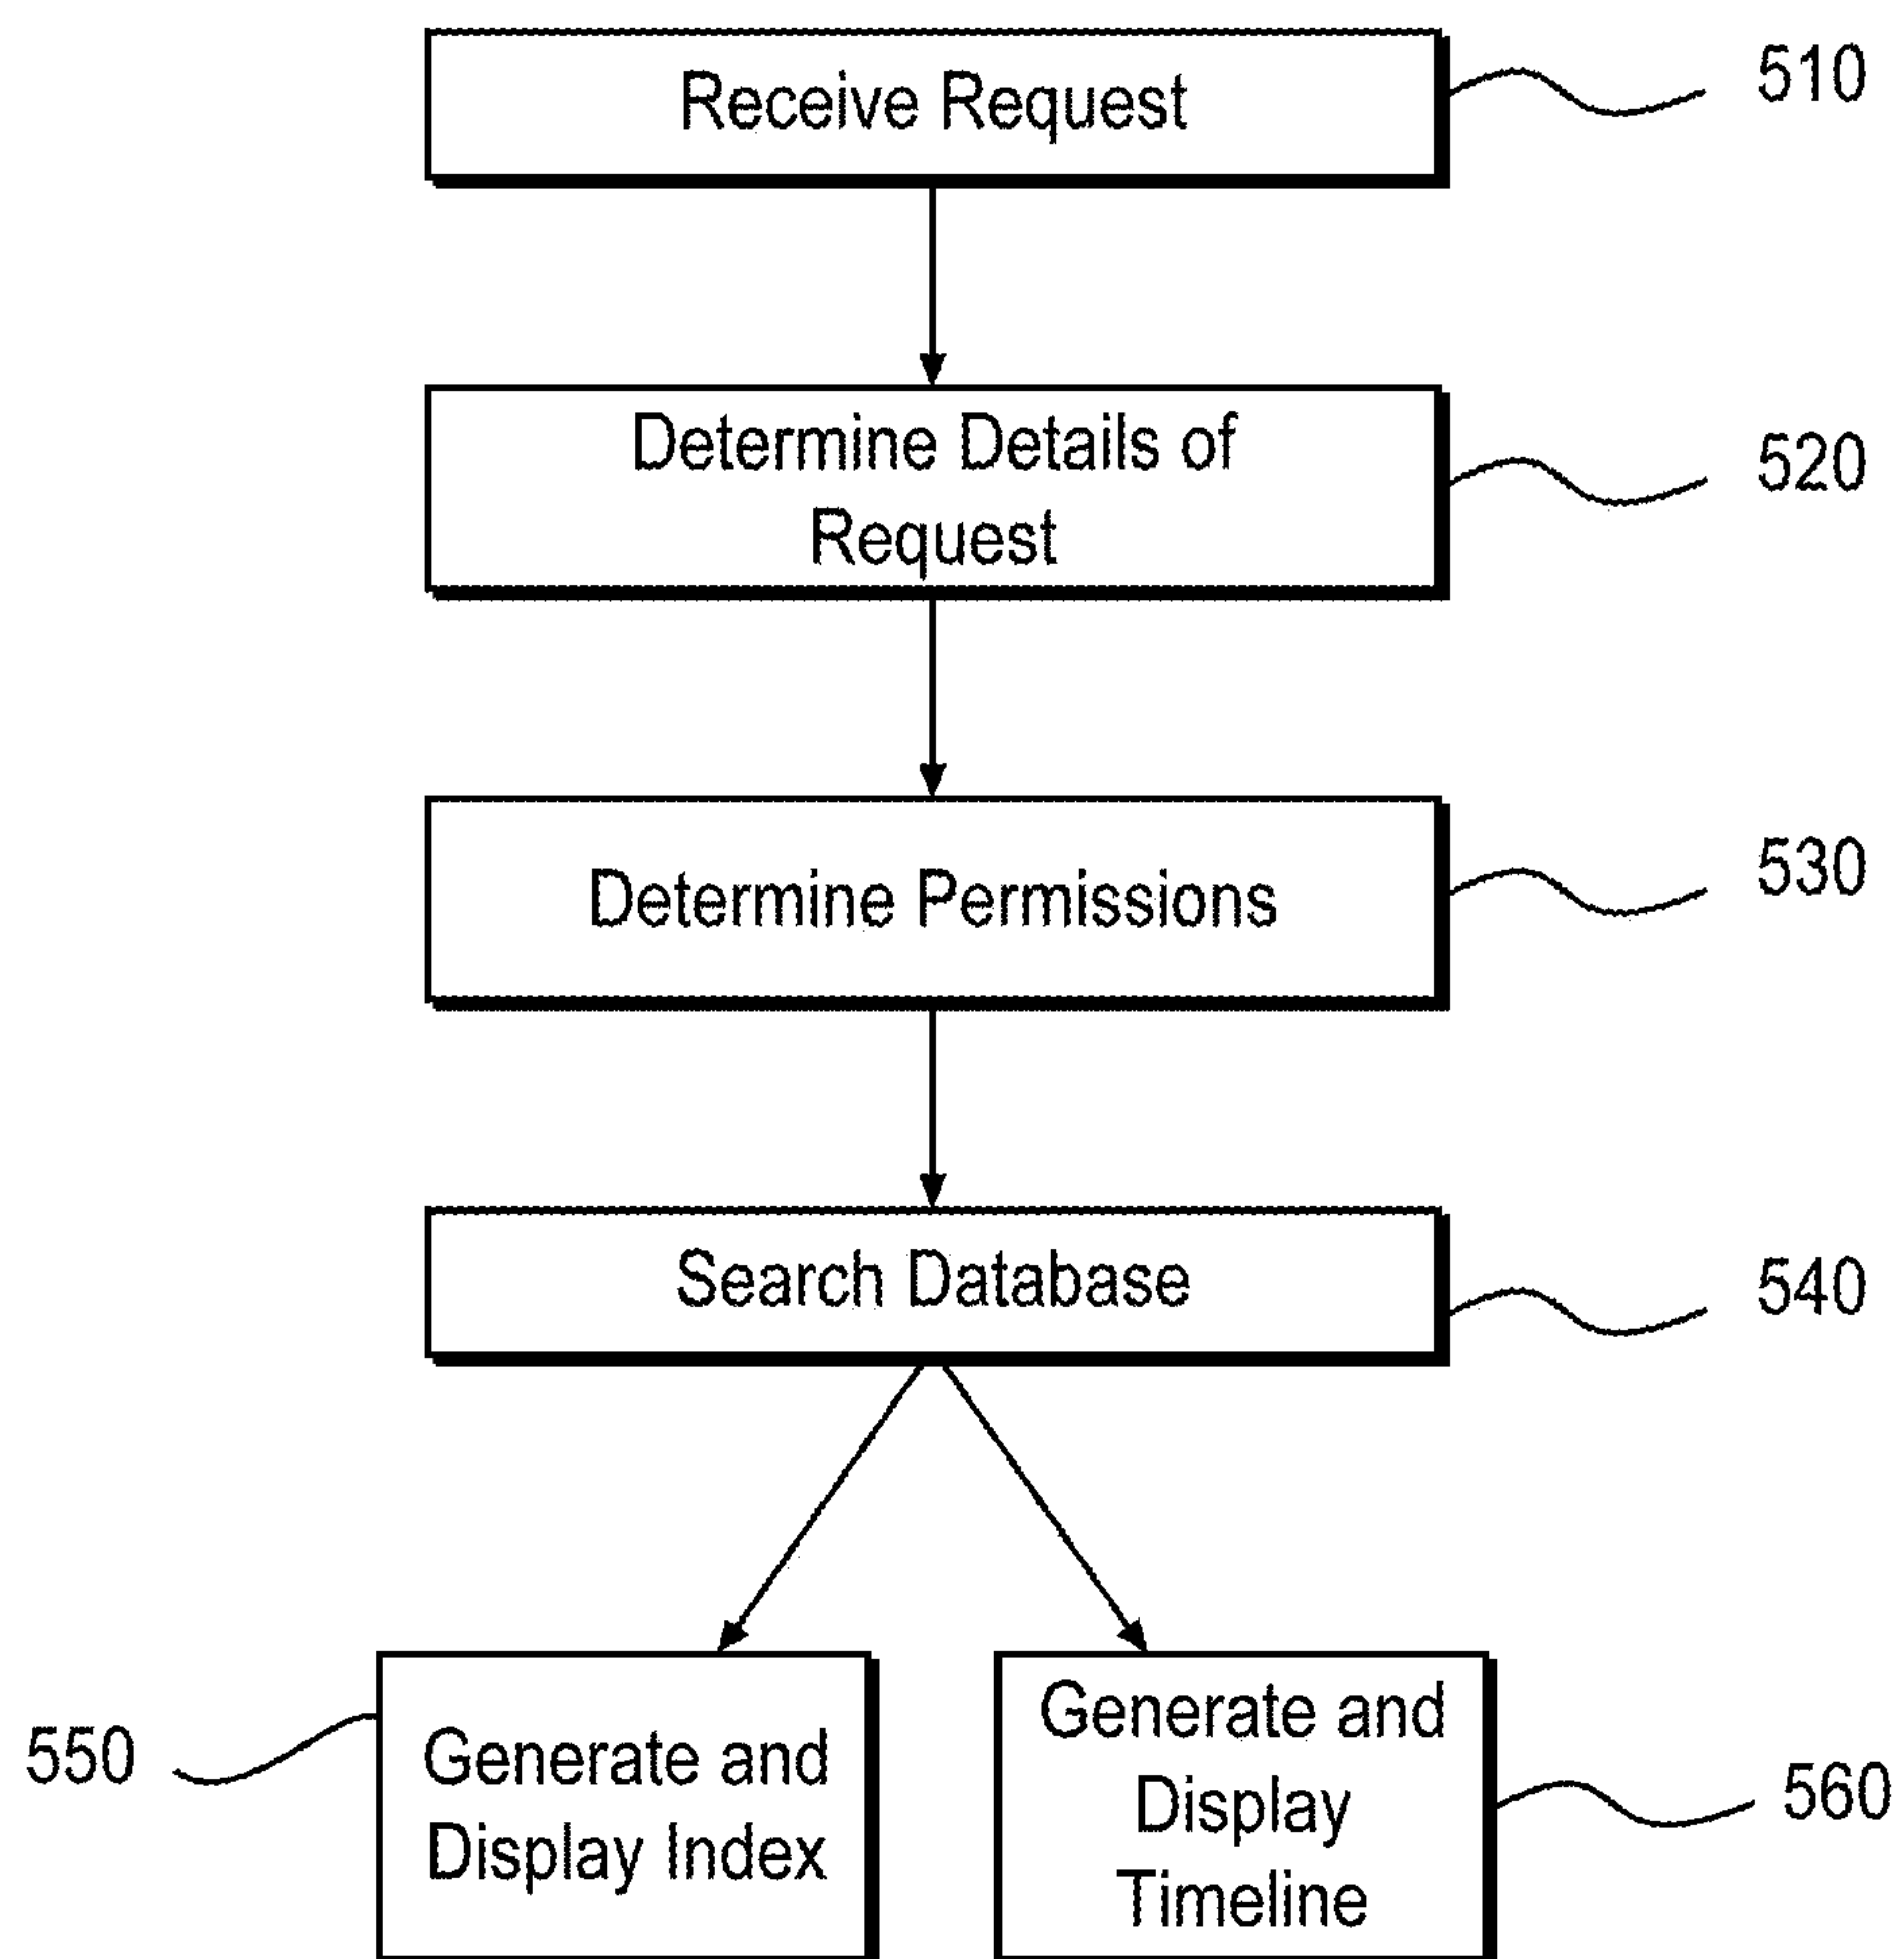 Receive Request
510
Determine Details of
Request
520
Determine Permissions
530
Search Database
540
550
Generate and
Display Index
Generate and
Display
Timeline
560